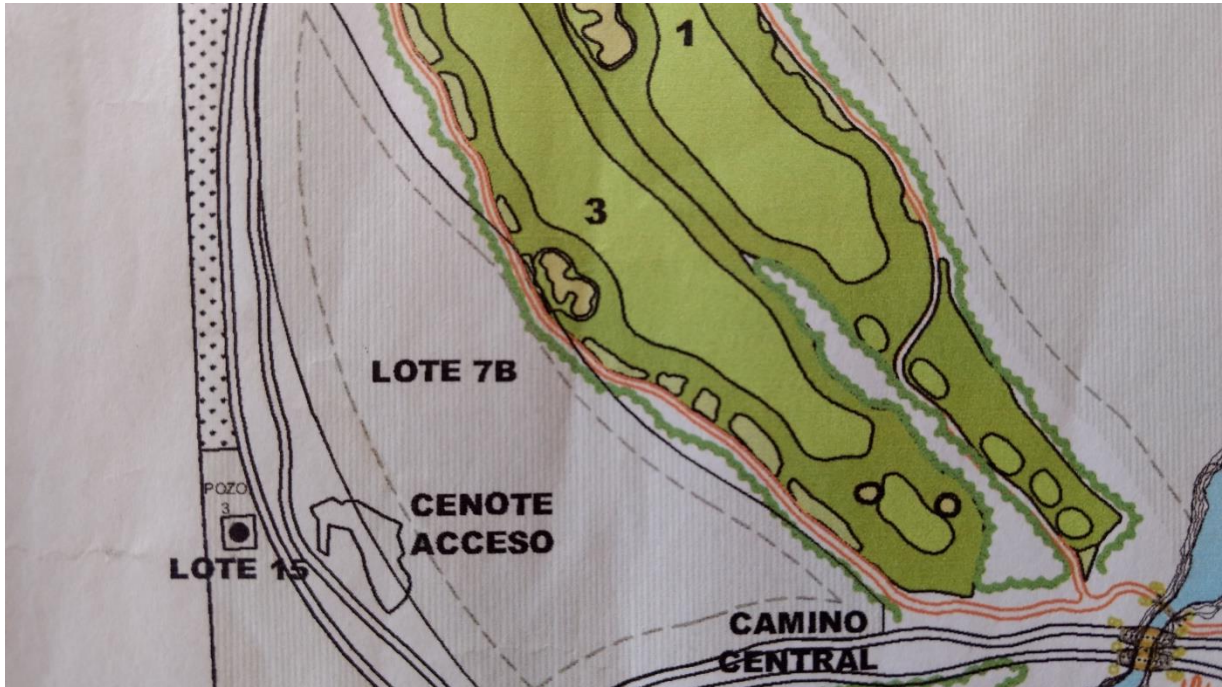 1
3
LOTE 7B
POZO
3
CENOTE
ACCESO
LOTE 15
CAMINO
CENTRAL